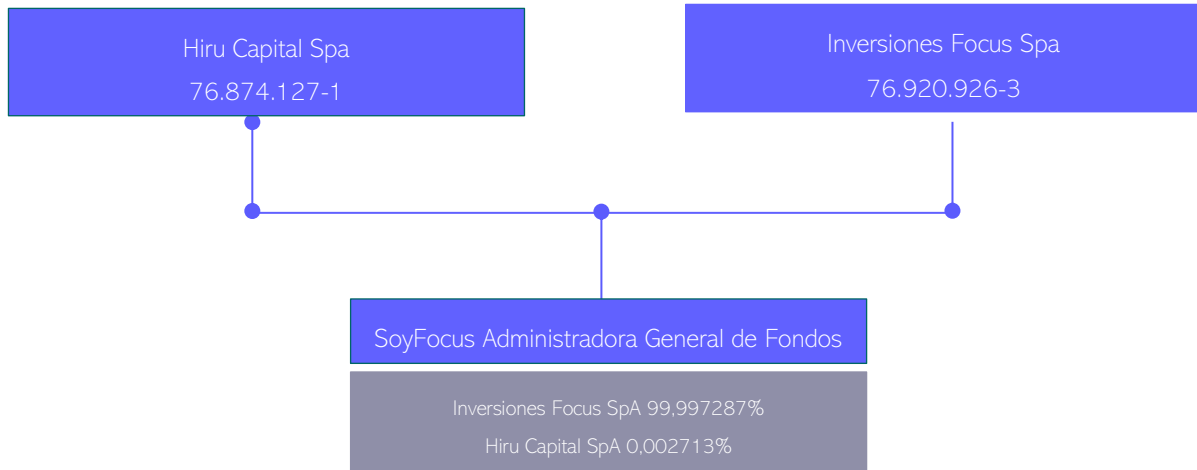 Hiru Capital Spa
76.874.127-1
Inversiones Focus Spa
76.920.926-3
SoyFocus Administradora General de Fondos
Inversiones Focus SpA 99,997287%
Hiru Capital SpA 0,002713%